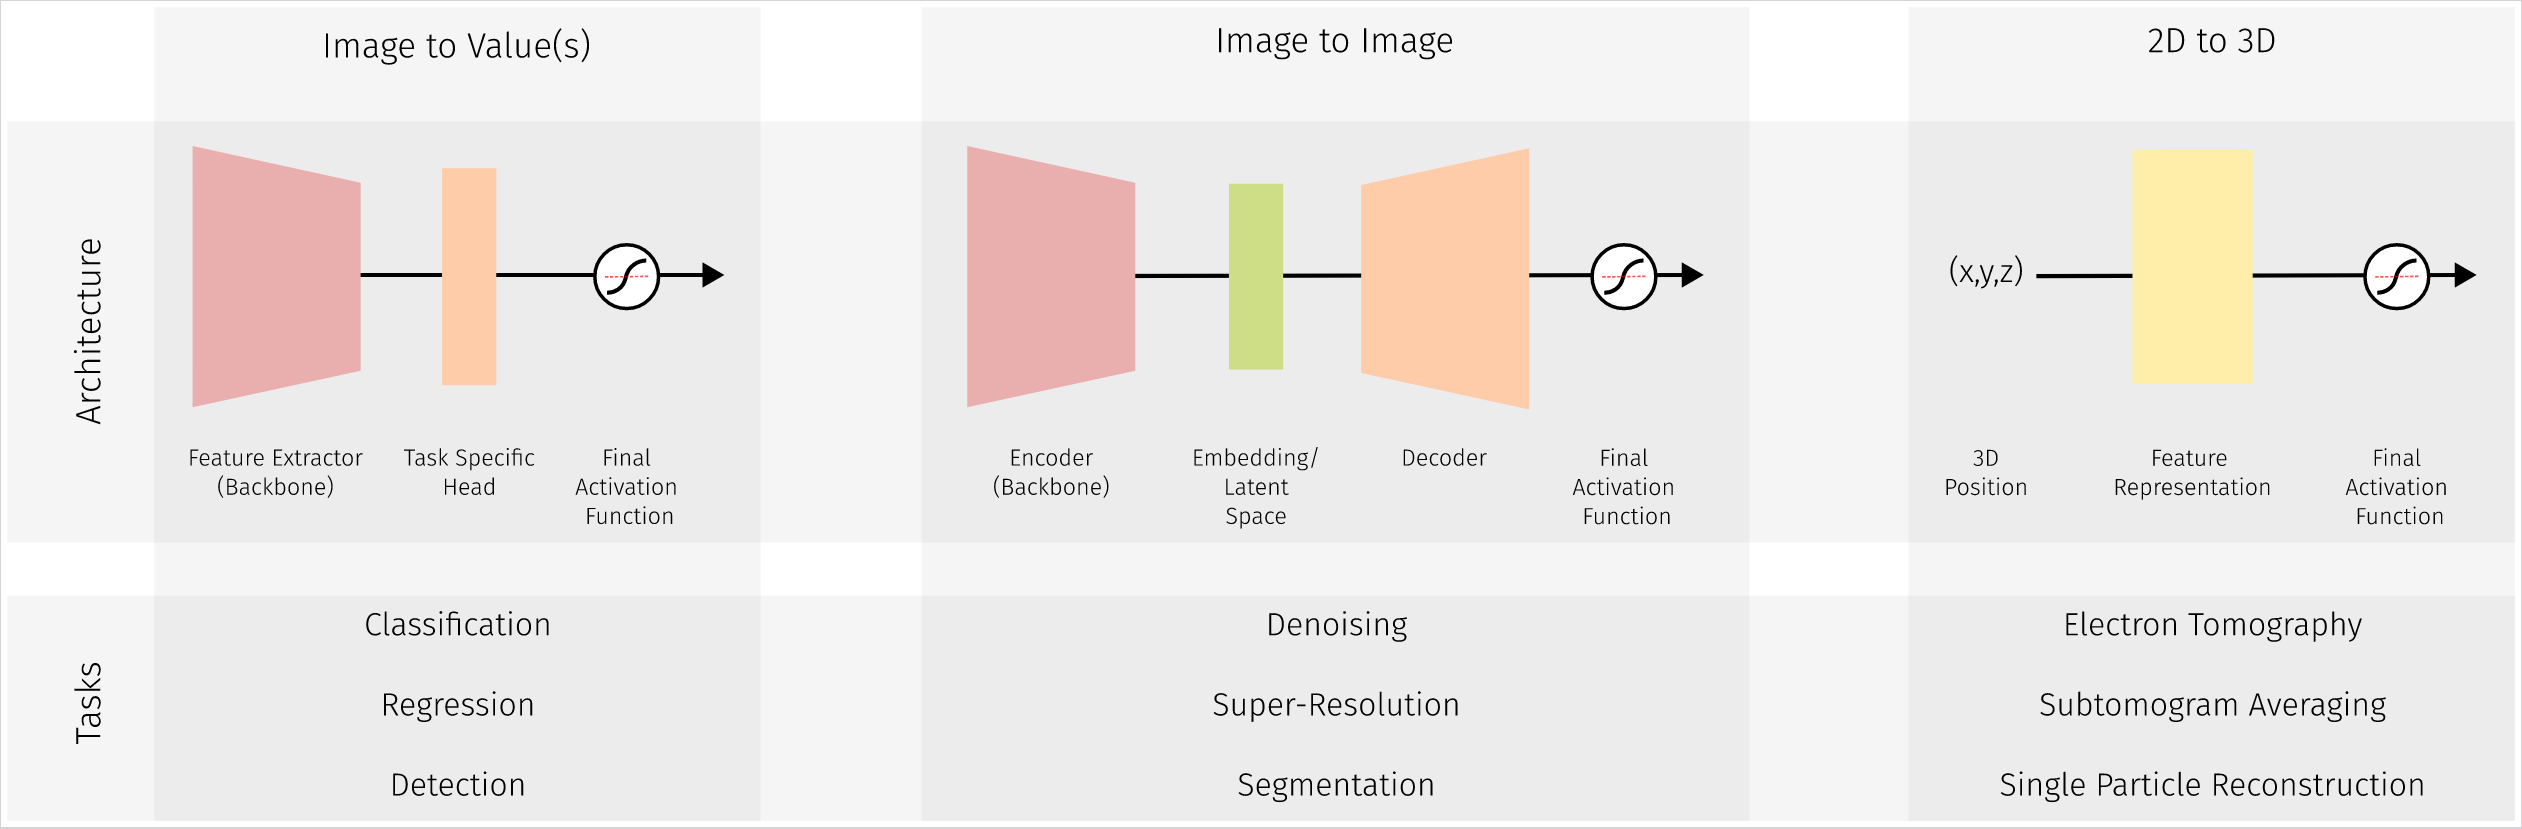 Image to Value(s)
Image to Image
2D to 3D
Architecture
(x,y,z)
Feature Extractor
(Backbone)
Task Specific
Head
Final
Activation
Function
Encoder
(Backbone)
Embedding/
Latent
Space
Decoder
Final
Activation
Function
3D
Position
Feature
Representation
Final
Activation
Function
Tasks
Classification
Regression
Detection
Denoising
Super-Resolution
Segmentation
Electron Tomography
Subtomogram Averaging
Single Particle Reconstruction